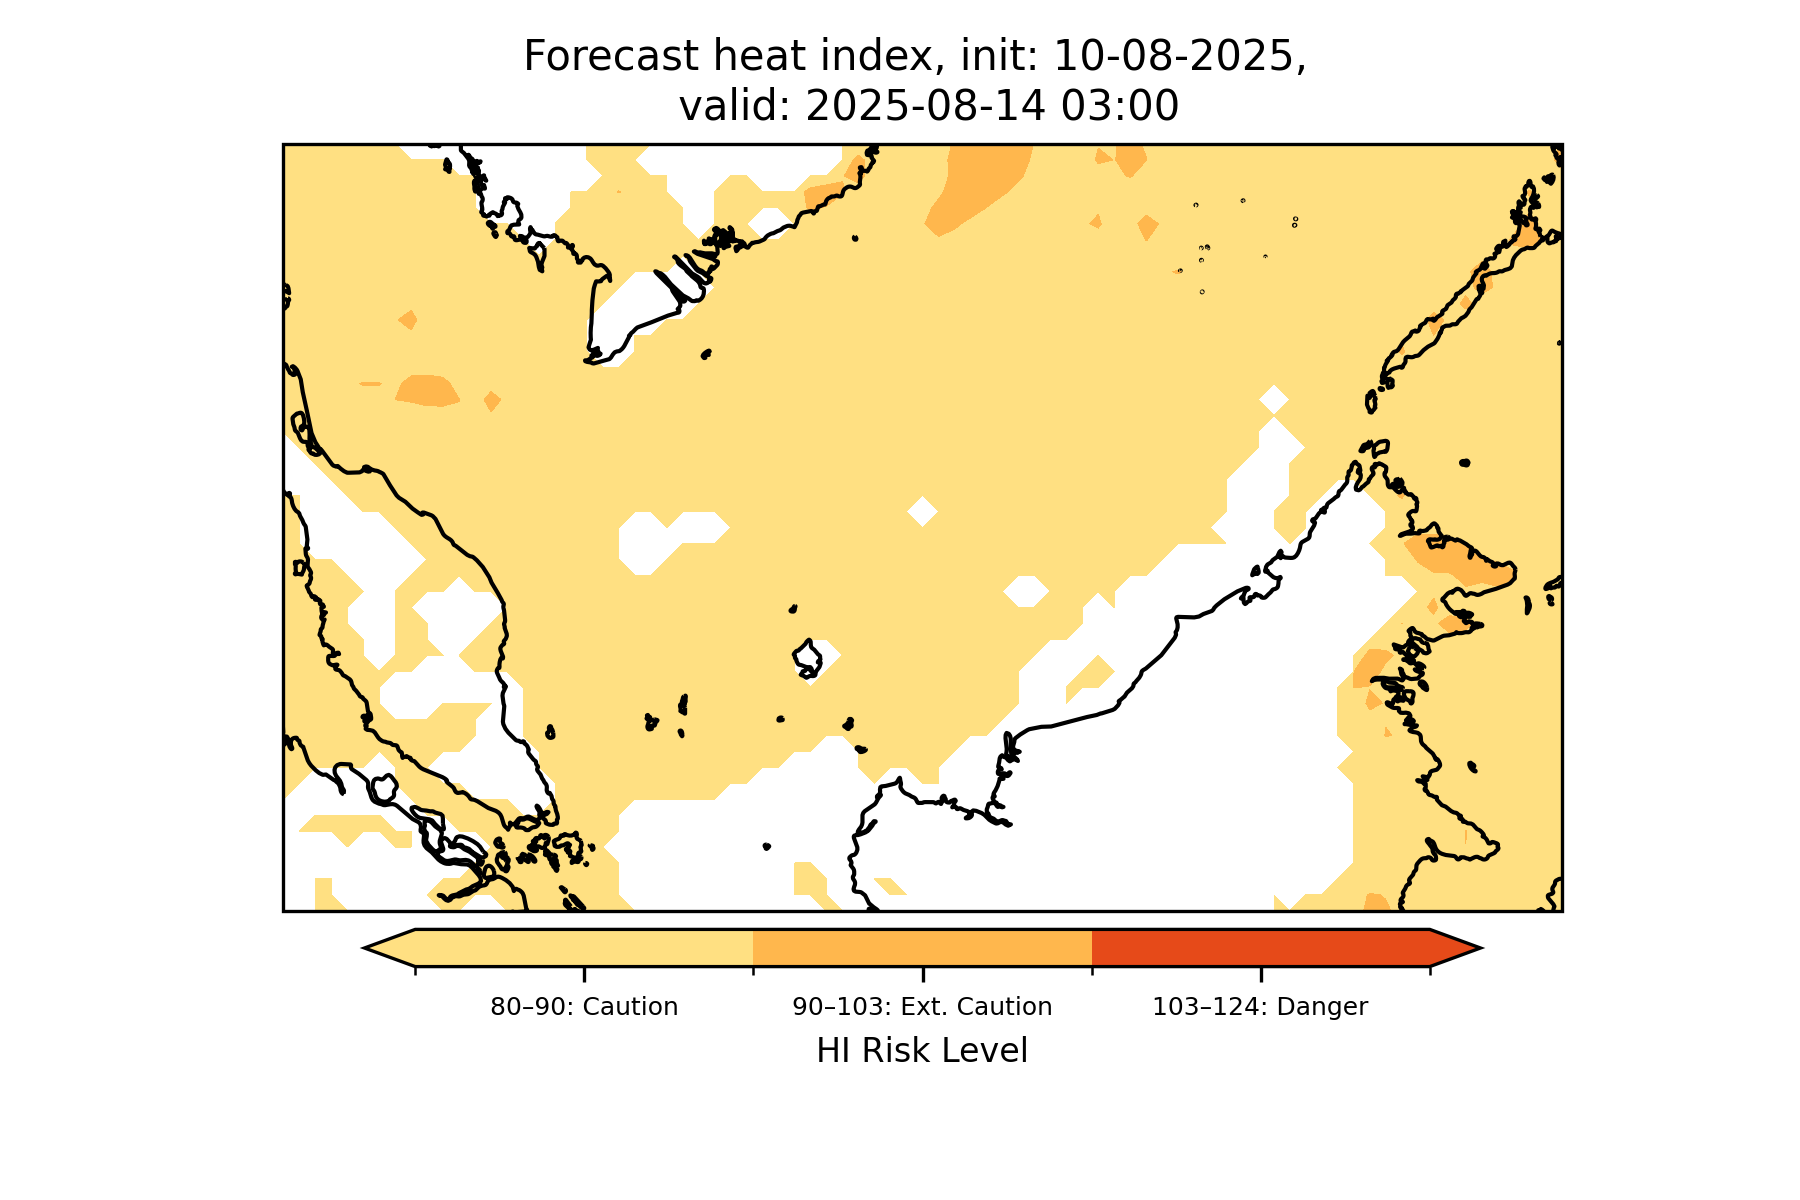 Forecast heat index, init: 10-08-2025,
valid: 2025-08-14 03:00
80–90: Caution
90–103: Ext. Caution
103–124: Danger
HI Risk Level